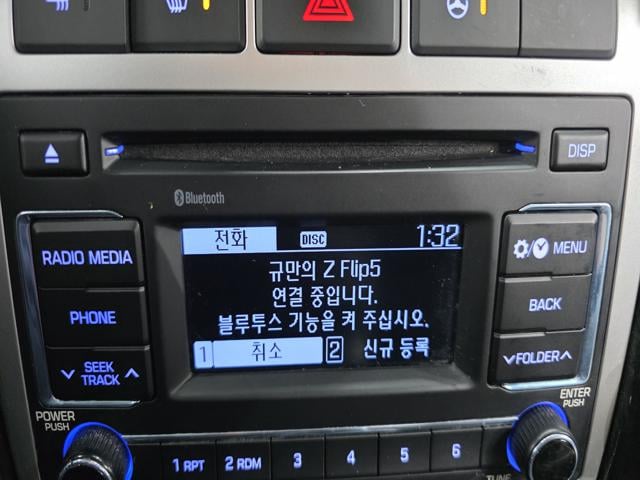 DISP
Bluetooth
전화 DISC 1:32
규만의 Z Flip5
연결 중입니다.
블루투스 기능을 켜 주십시오.
1 취소 2 신규 등록
RADIO MEDIA
PHONE
SEEK
TRACK
MENU
BACK
FOLDER
POWER
PUSH
ENTER
PUSH
1 RPT 2 RDM 3 4 5 6
TUNE